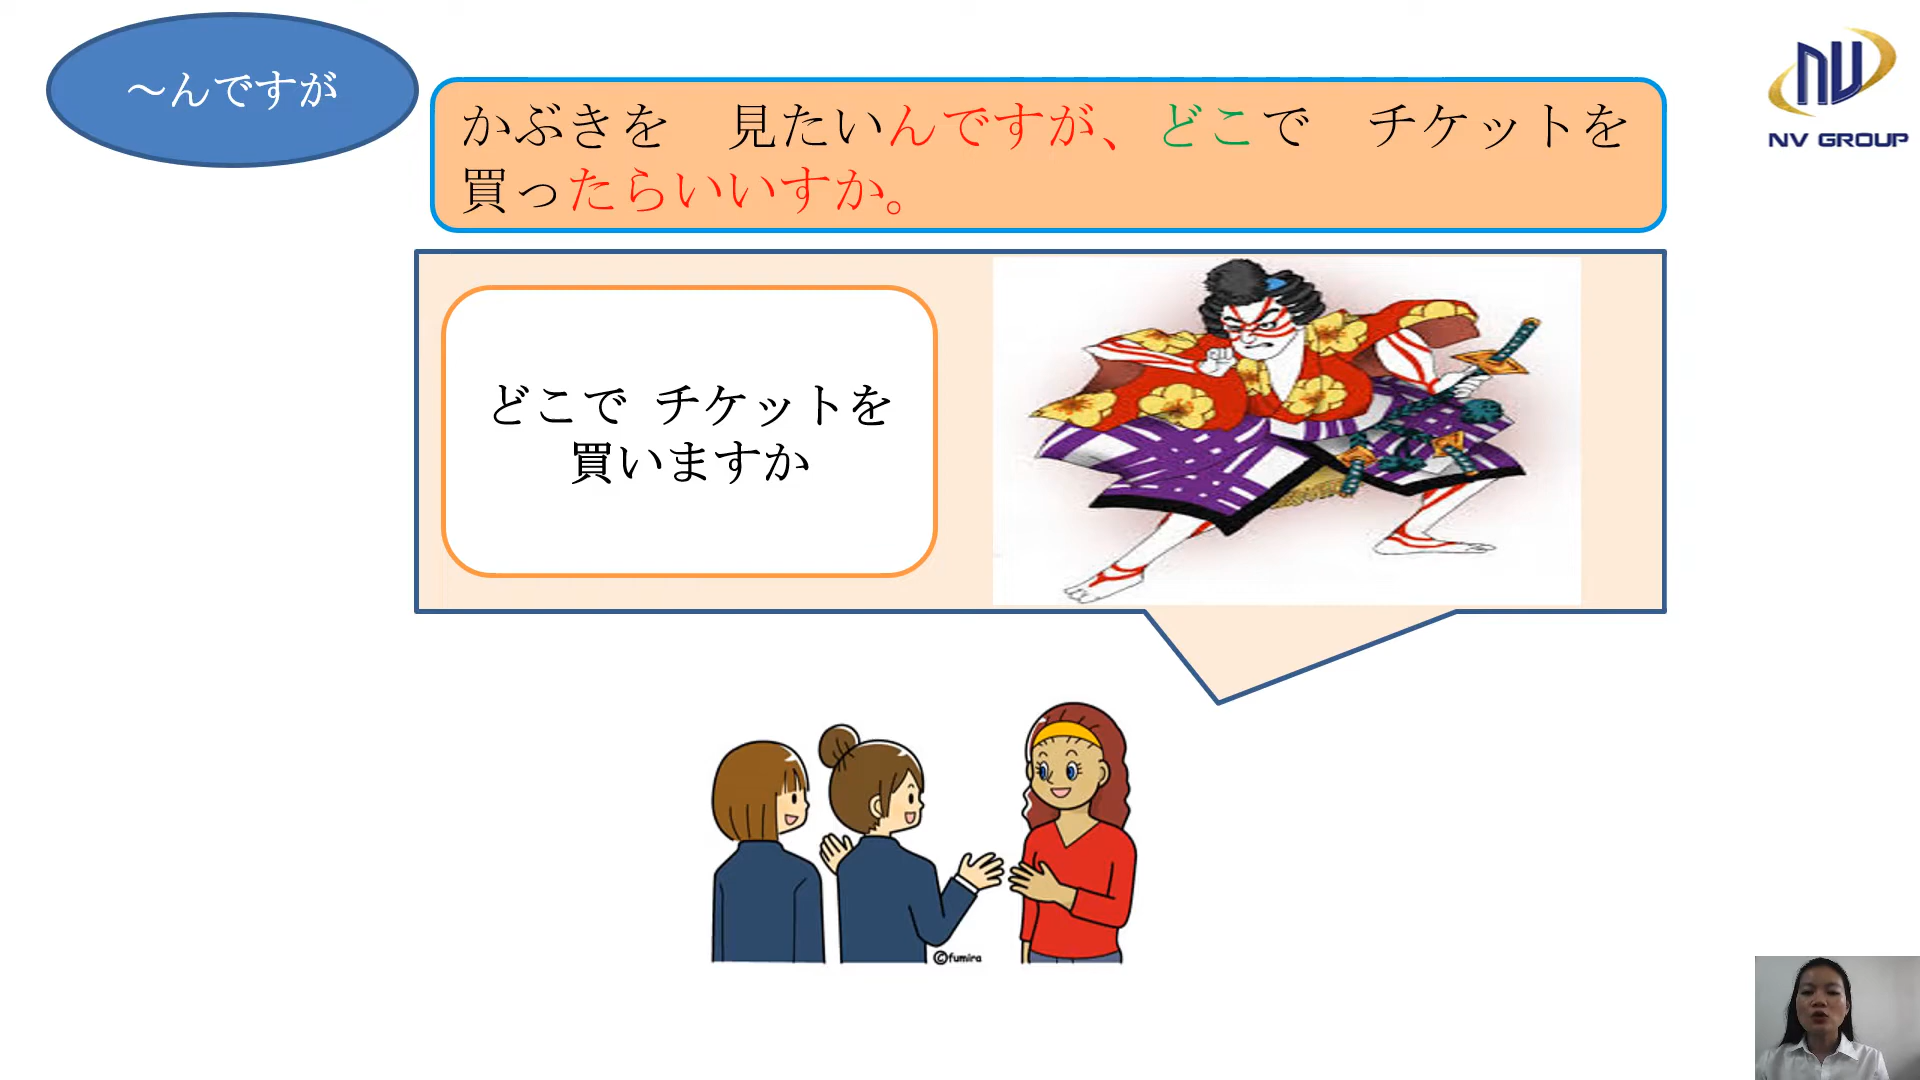 ～んですが
かぶきを　見たいんですが、どこで　チケットを
買ったらいいすか。
NV GROUP
どこで チケットを
買いますか
©fumira